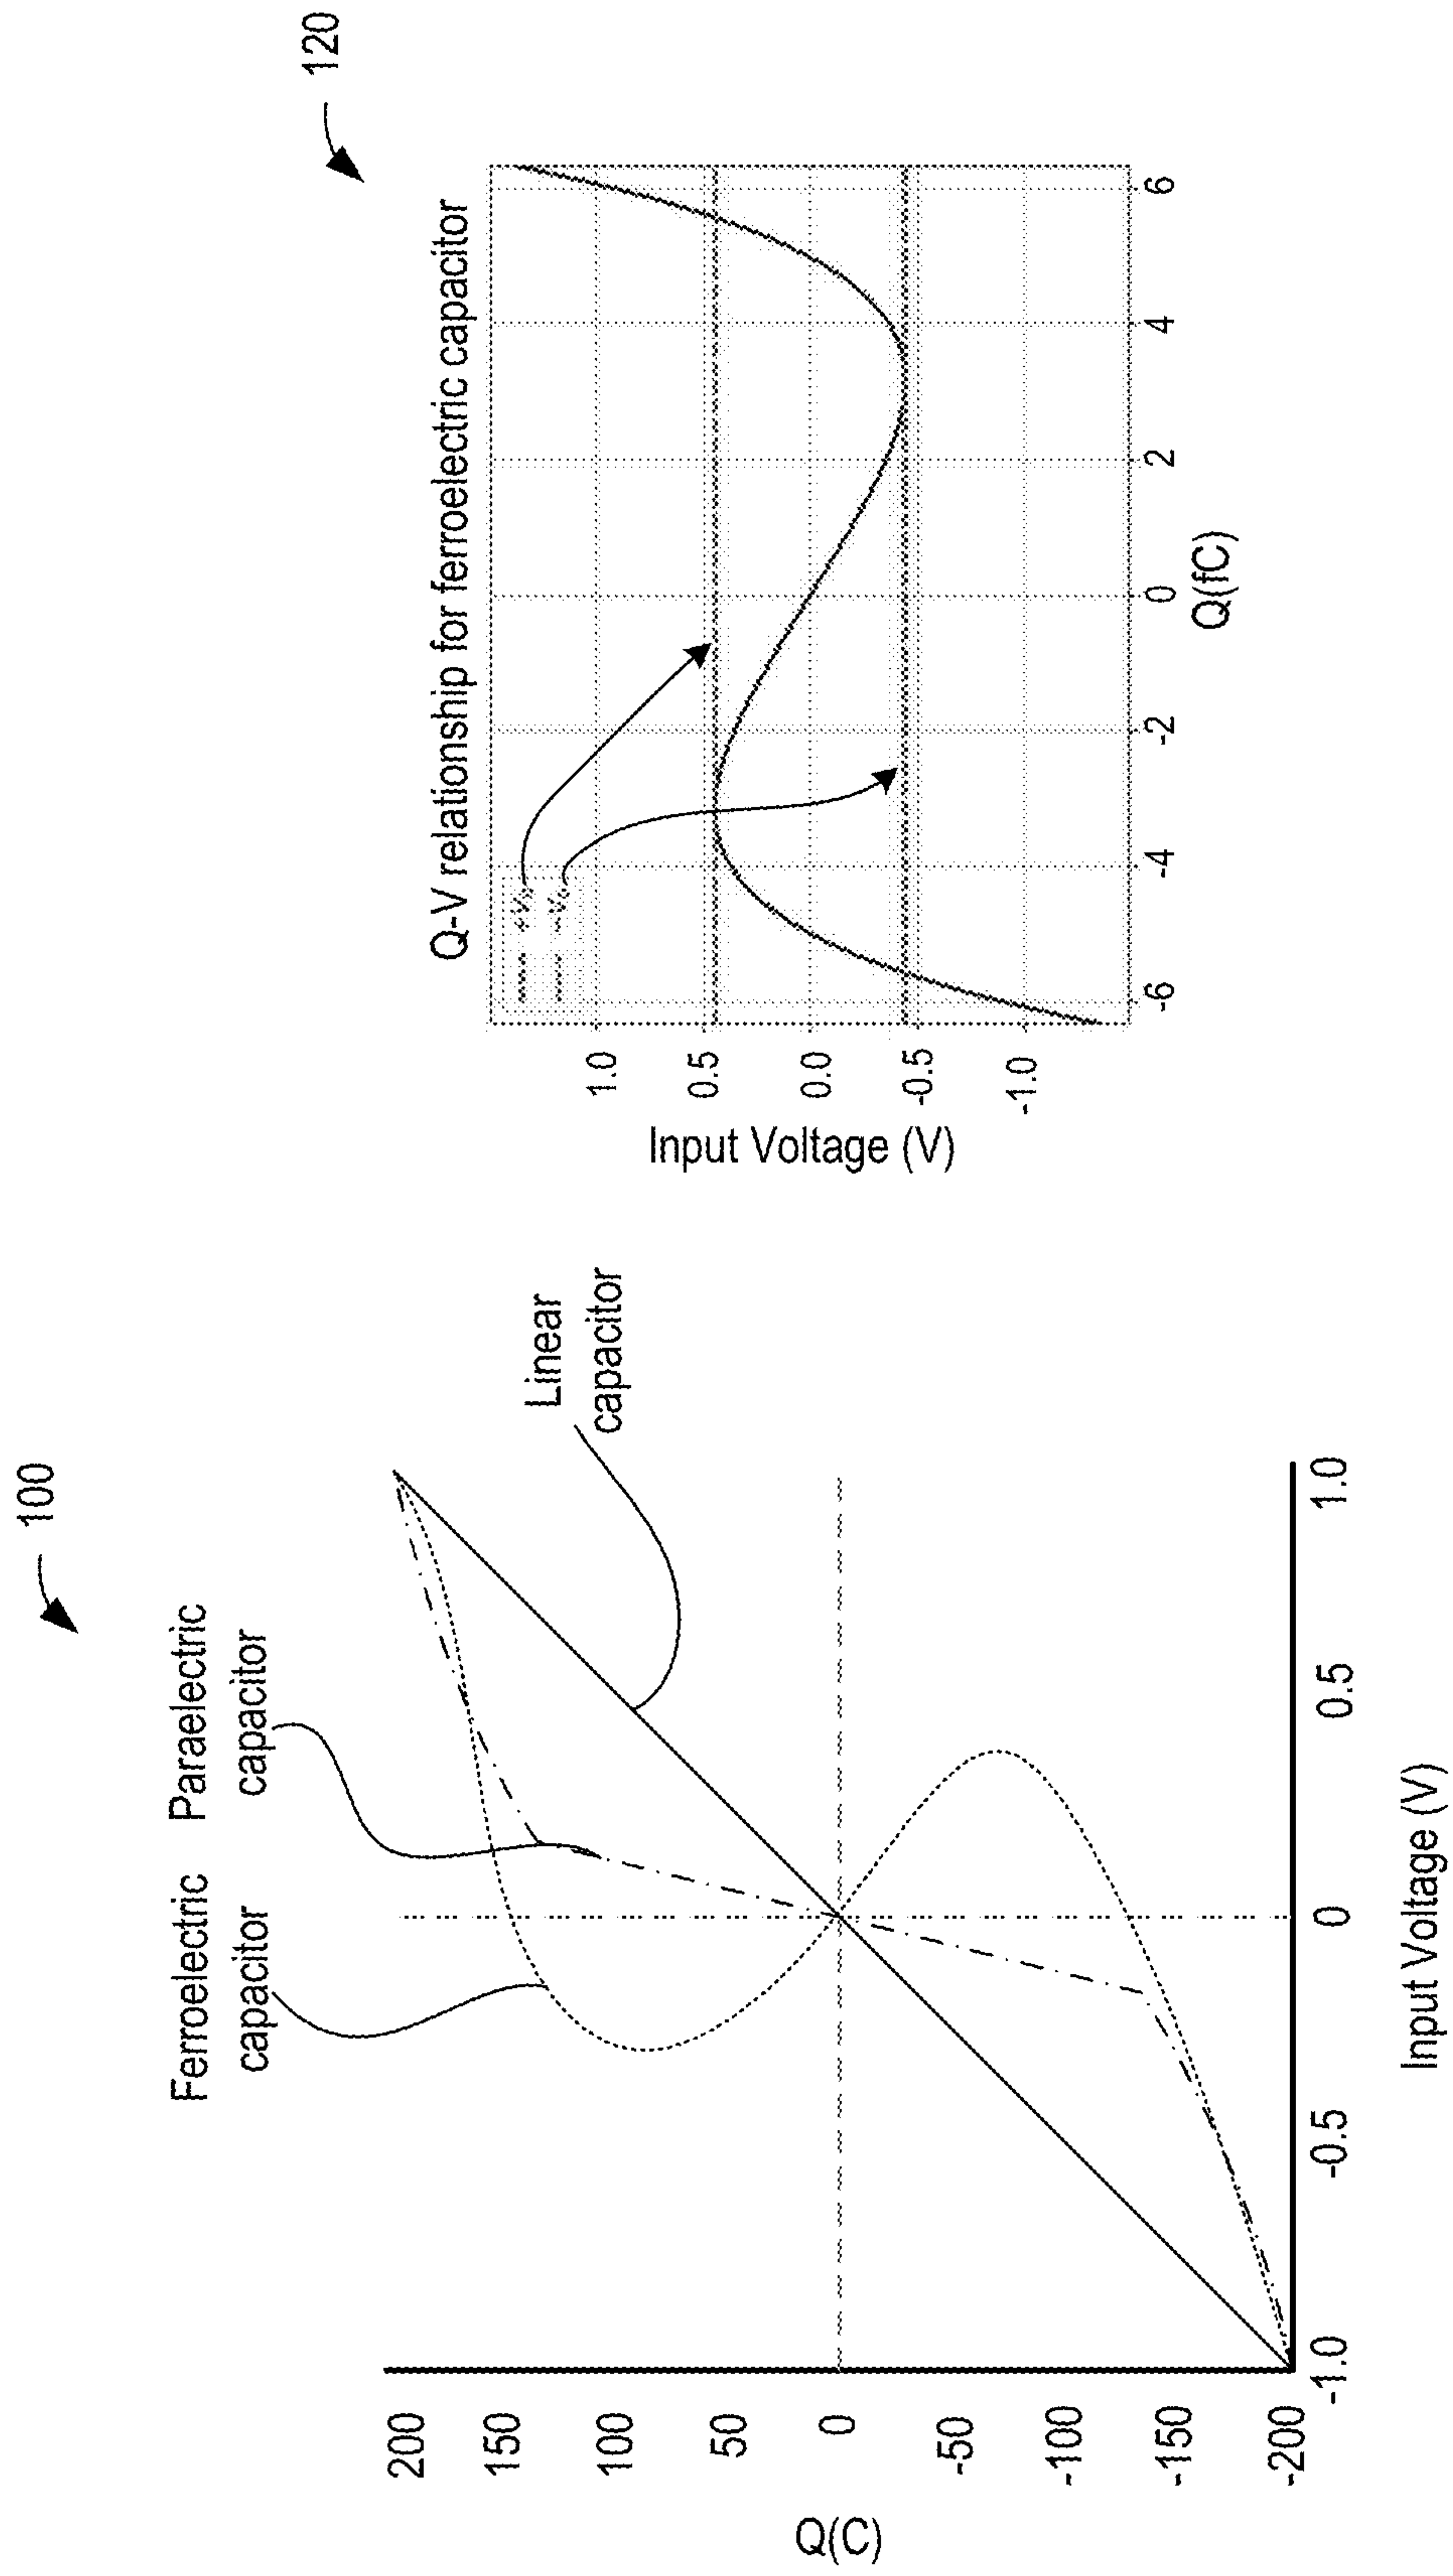 100
Ferroelectric
capacitor
Paraelectric
capacitor
Linear
capacitor
Q(C)
200
150
100
50
0
-50
-100
-150
-200
-1.0
-0.5
0
0.5
1.0
Input Voltage (V)
120
Q-V relationship for ferroelectric capacitor
Input Voltage (V)
1.0
0.5
0.0
-0.5
-1.0
-6
-4
-2
0
2
4
6
Q(fC)